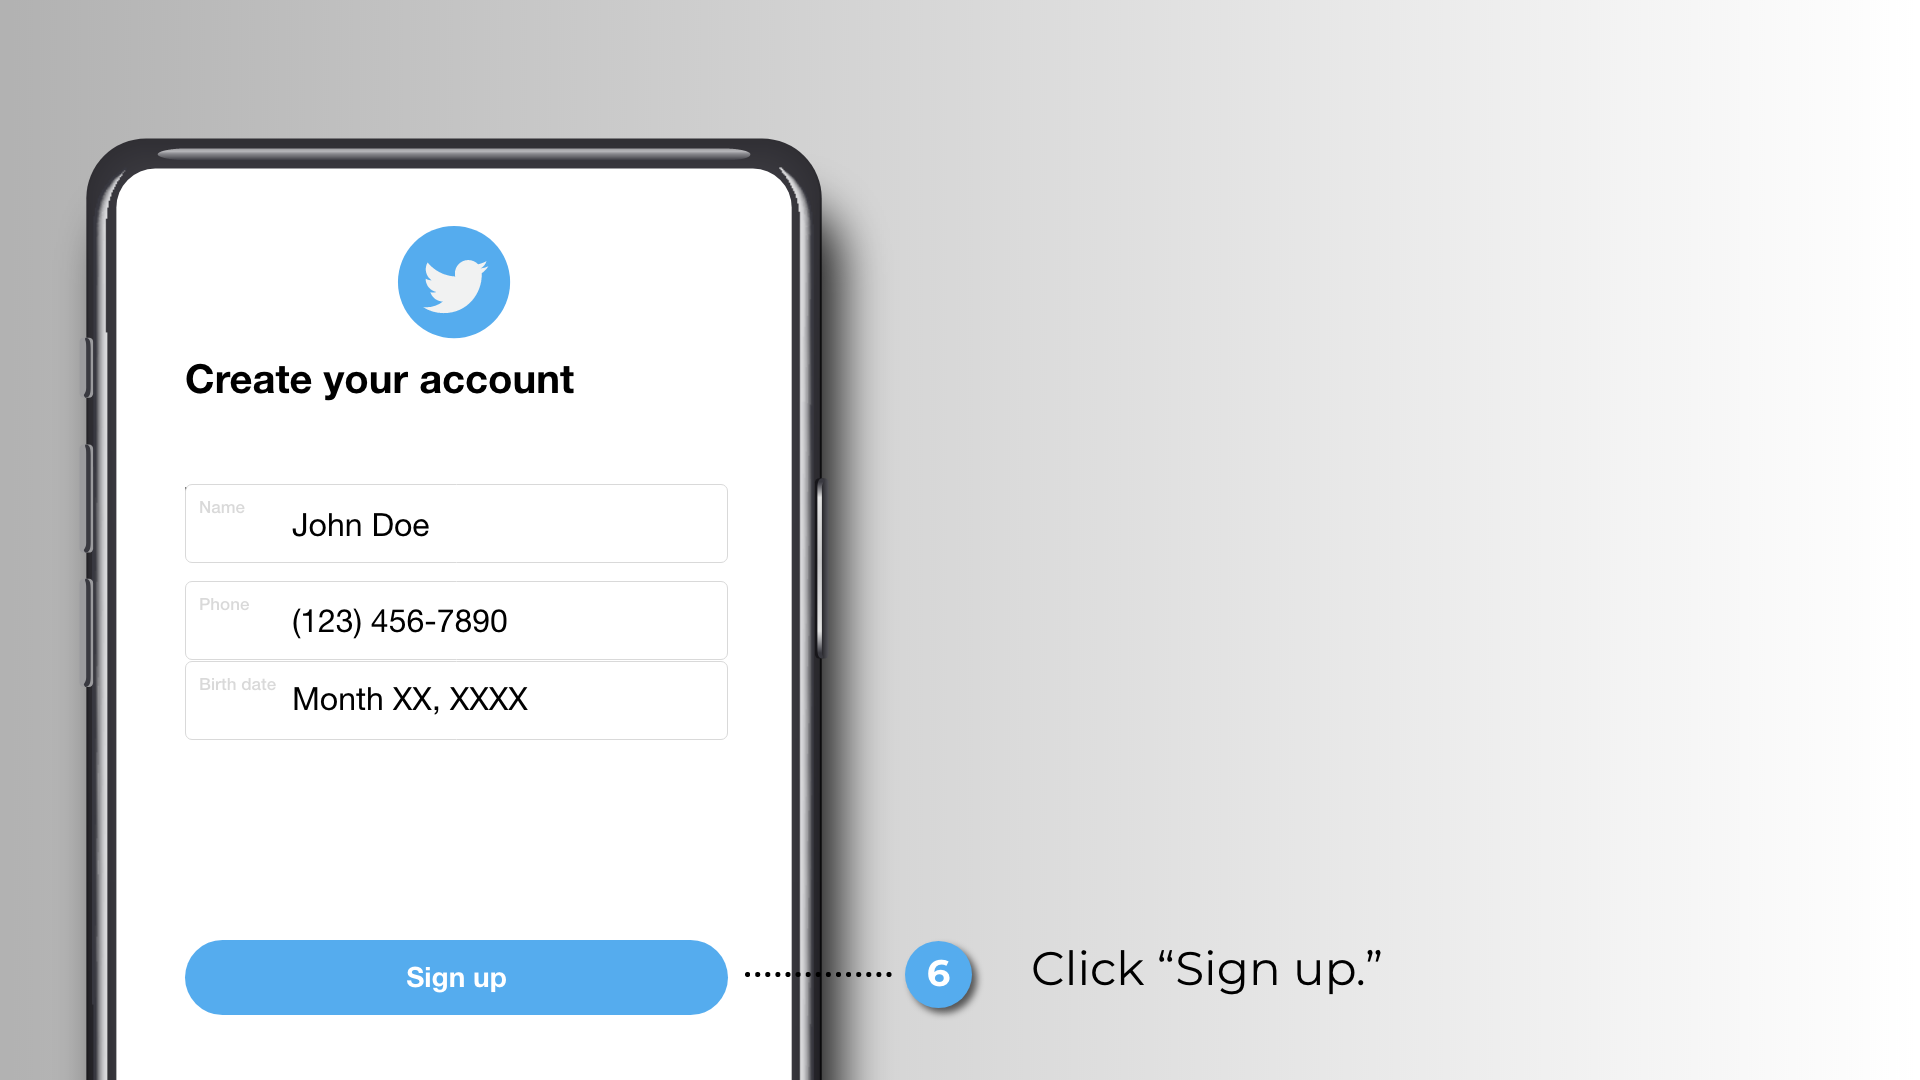 Create your account
Name
John Doe
Phone
(123) 456-7890
Birth date
Month XX, XXXX
Sign up
6
Click “Sign up.”